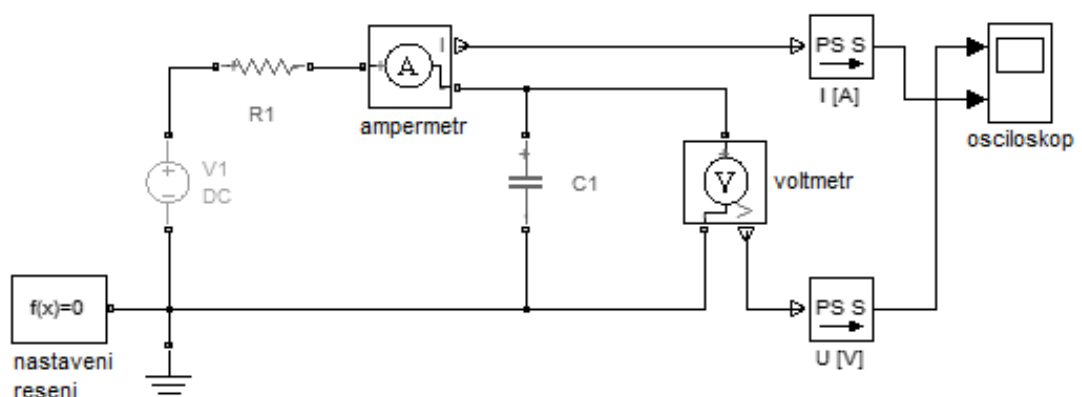 I
PS S
I [A]
osciloskop
+
A
R1
ampermetr
+
V1
DC
+
C1
+
V
voltmetr
f(x)=0
nastaveni
reseni
PS S
U [V]